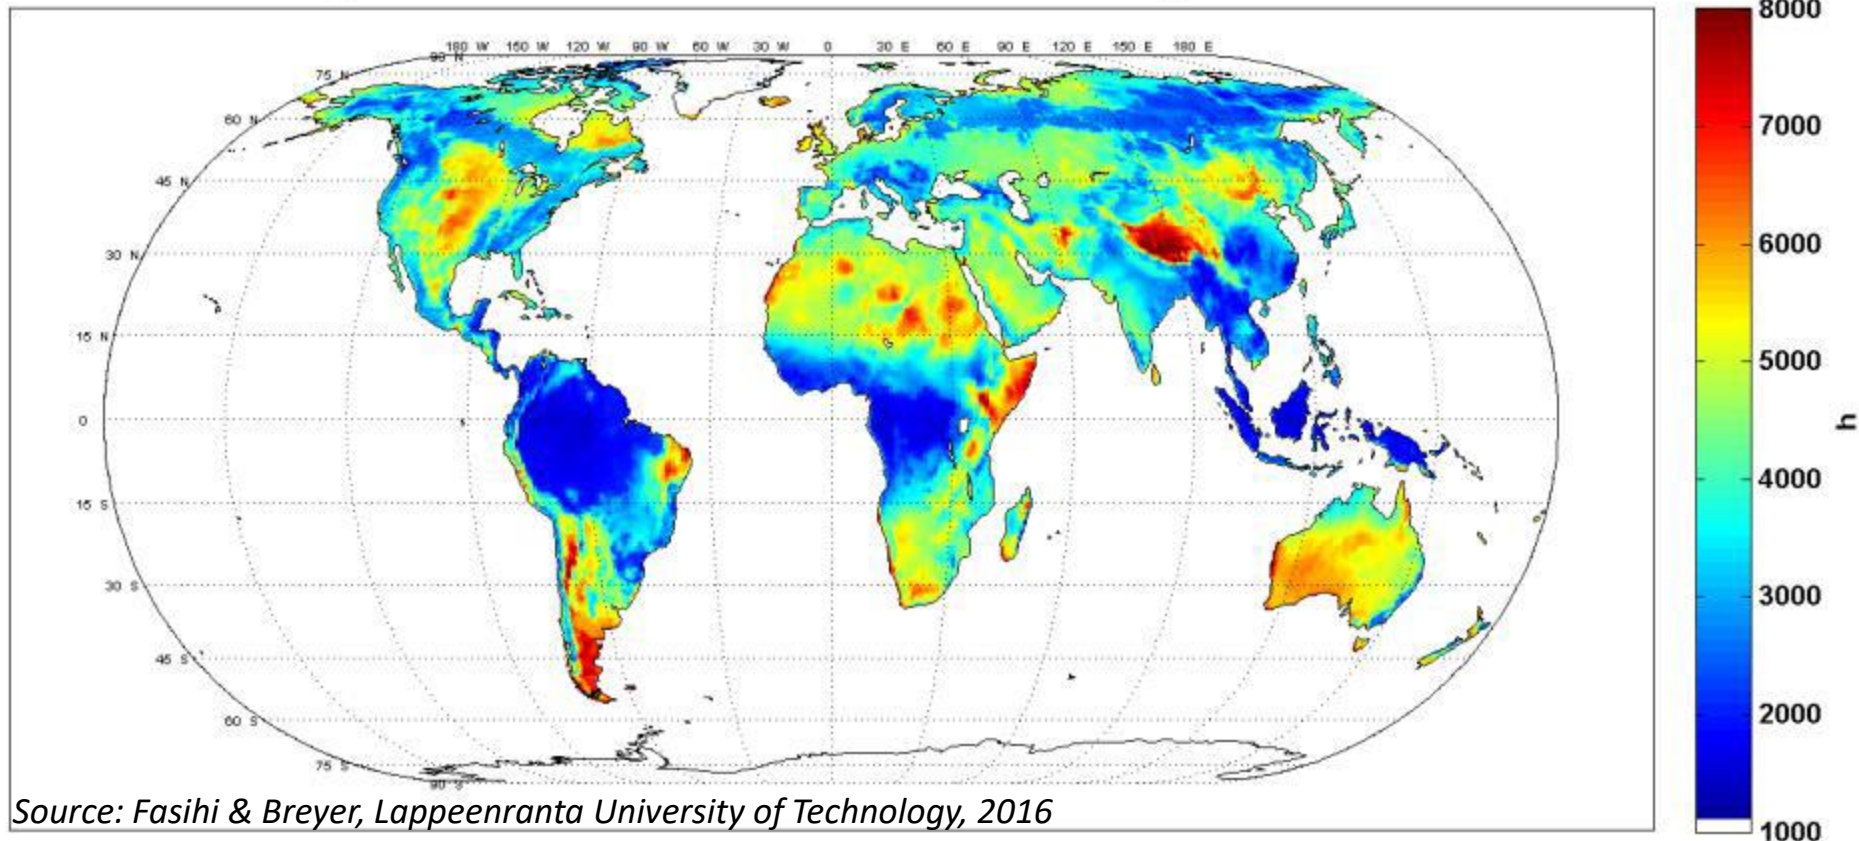 8000
180 W 150 W 120 W 90 W 60 W 30 W 0 30 E 60 E 90 E 120 E 150 E 180 E
90 N
75 N
7000
60 N
45 N
6000
30 N
5000
15 N
0
h
4000
15 S
3000
30 S
45 S
2000
60 S
75 S
90 S
Source: Fasihi & Breyer, Lappeenranta University of Technology, 2016
1000